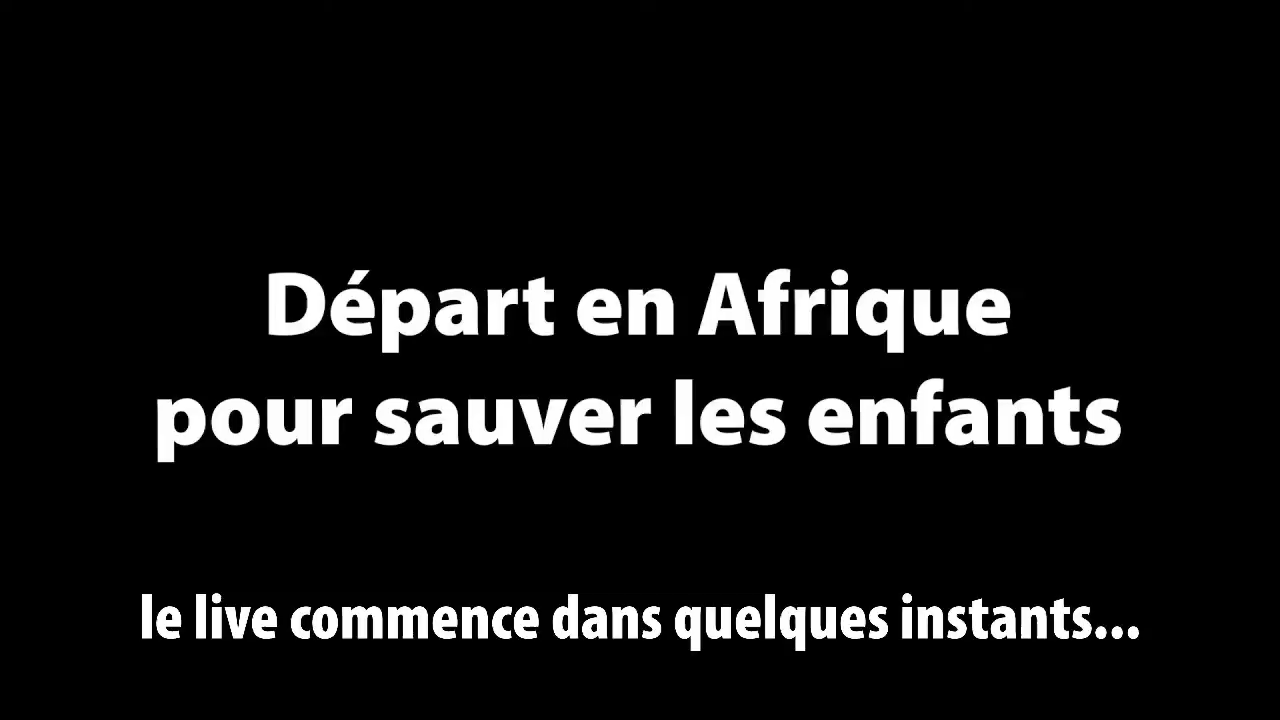 Départ en Afrique
pour sauver les enfants
le live commence dans quelques instants...